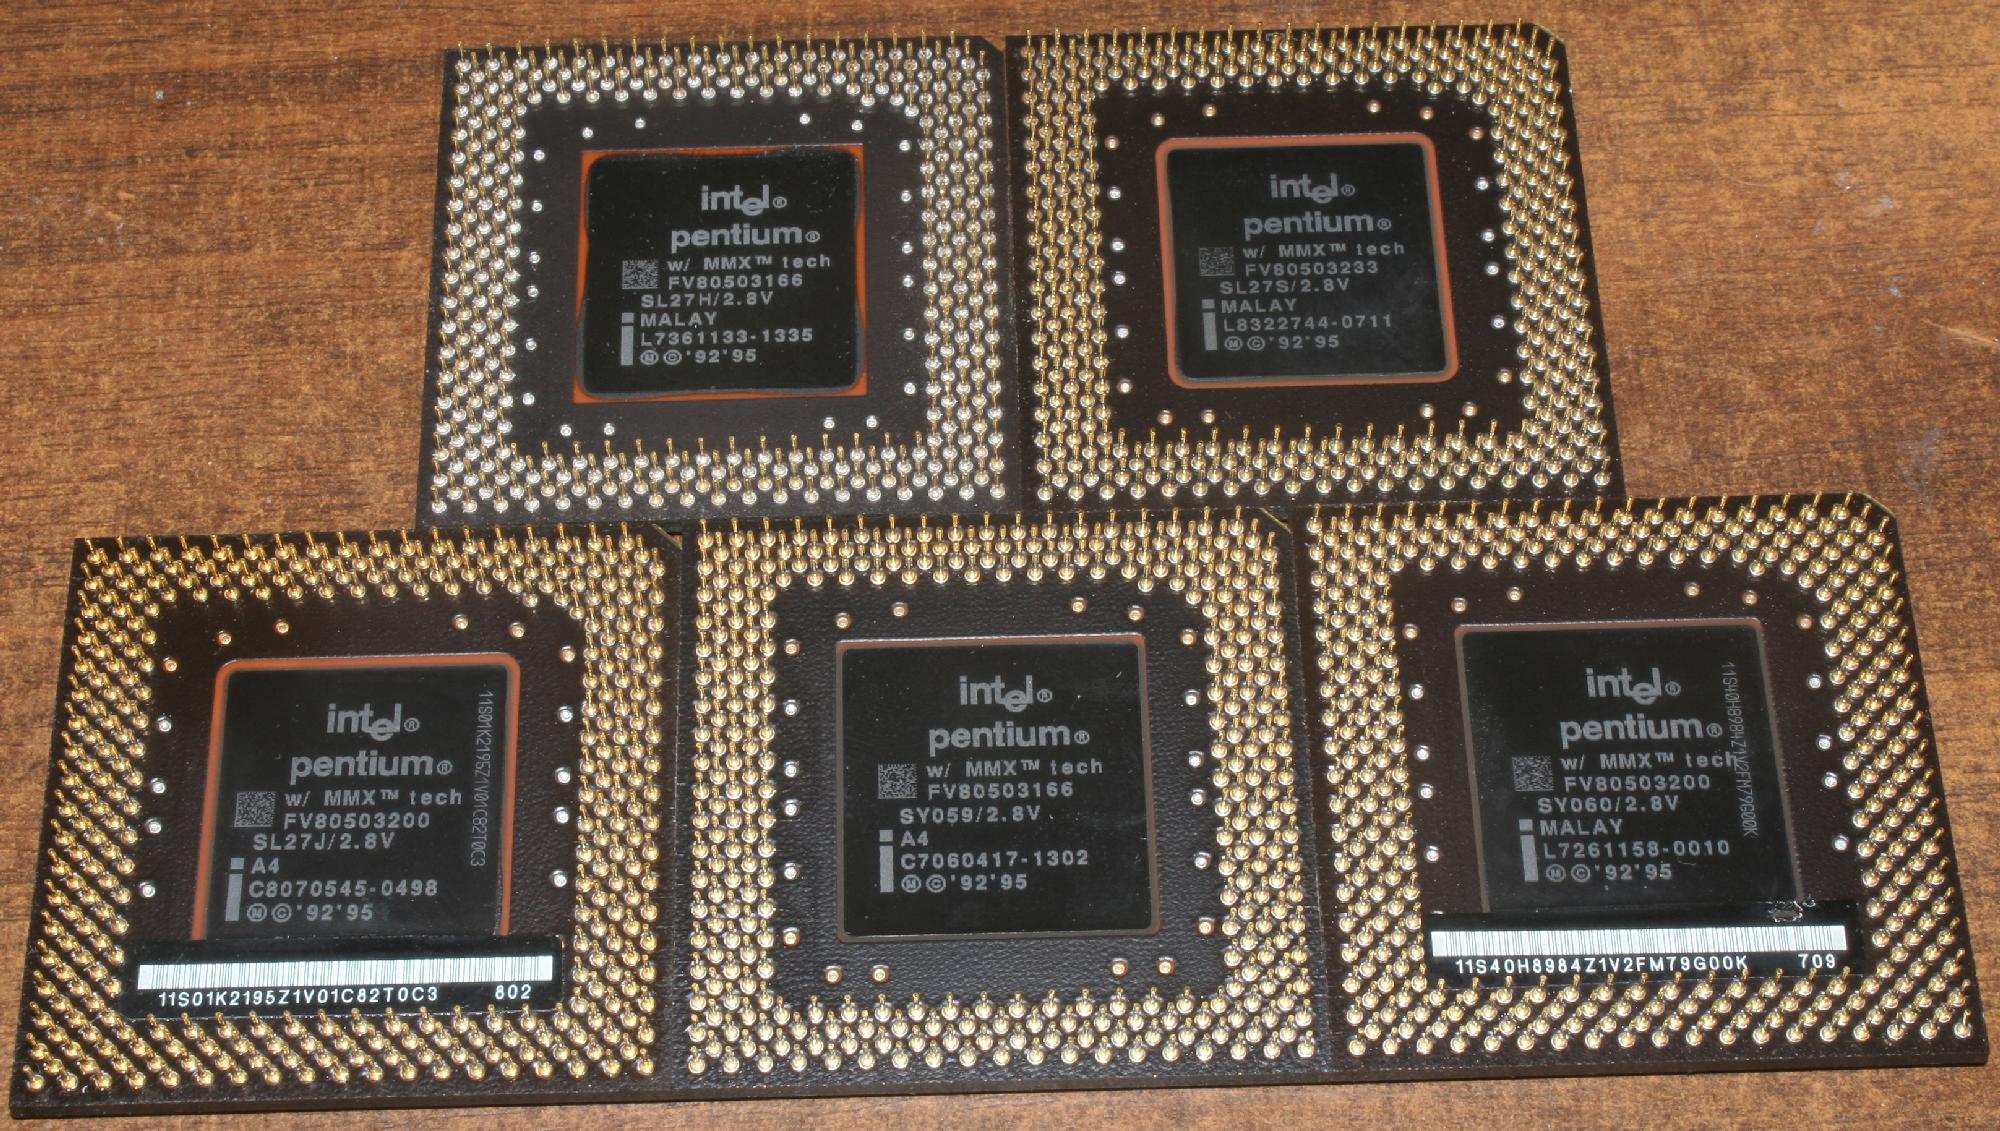 intel®
pentium®
w/ MMX™ tech
FV80503166
SL27H/2.8V
MALAY
L7361133-1335
Ⓜ © '92 '95
intel®
pentium®
w/ MMX™ tech
FV80503233
SL27S/2.8V
MALAY
L8322744-0711
Ⓜ © '92 '95
intel®
pentium®
w/ MMX™ tech
FV80503200
SL27J/2.8V
A4
C8070545-0498
Ⓜ © '92 '95
11S01K2195Z1V01C82T0C3
11S01K2195Z1V01C82T0C3 802
intel®
pentium®
w/ MMX™ tech
FV80503166
SY059/2.8V
A4
C7060417-1302
Ⓜ © '92 '95
intel®
pentium®
w/ MMX™ tech
FV80503200
SY060/2.8V
MALAY
L7261158-0010
Ⓜ © '92 '95
11S40H8984Z1V2FM79G00K
11S40H8984Z1V2FM79G00K 709